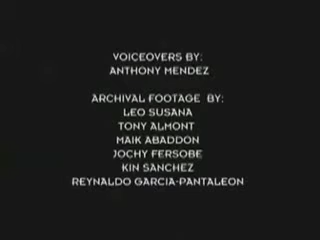 VOICEOVERS BY:
ANTHONY MENDEZ
ARCHIVAL FOOTAGE BY:
LEO SUSANA
TONY ALMONT
MAIK ABADDON
JOCHY FERSOBE
KIN SANCHEZ
REYNALDO GARCIA-PANTALEON